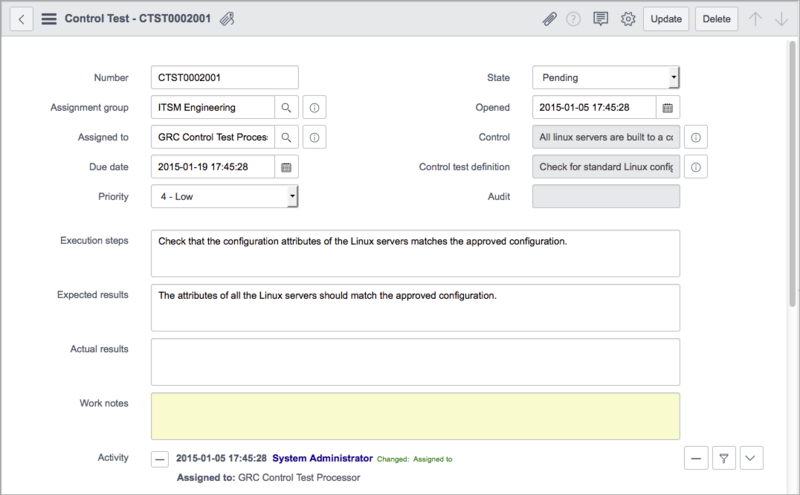 Control Test - CTST0002001
Update
Delete
Number CTST0002001
State Pending
Assignment group ITSM Engineering
Opened 2015-01-05 17:45:28
Assigned to GRC Control Test Proces
Control All linux servers are built to a co
Due date 2015-01-19 17:45:28
Control test definition Check for standard Linux config
Priority 4 - Low
Audit
Execution steps Check that the configuration attributes of the Linux servers matches the approved configuration.
Expected results The attributes of all the Linux servers should match the approved configuration.
Actual results
Work notes
Activity 2015-01-05 17:45:28 System Administrator Changed: Assigned to
Assigned to: GRC Control Test Processor